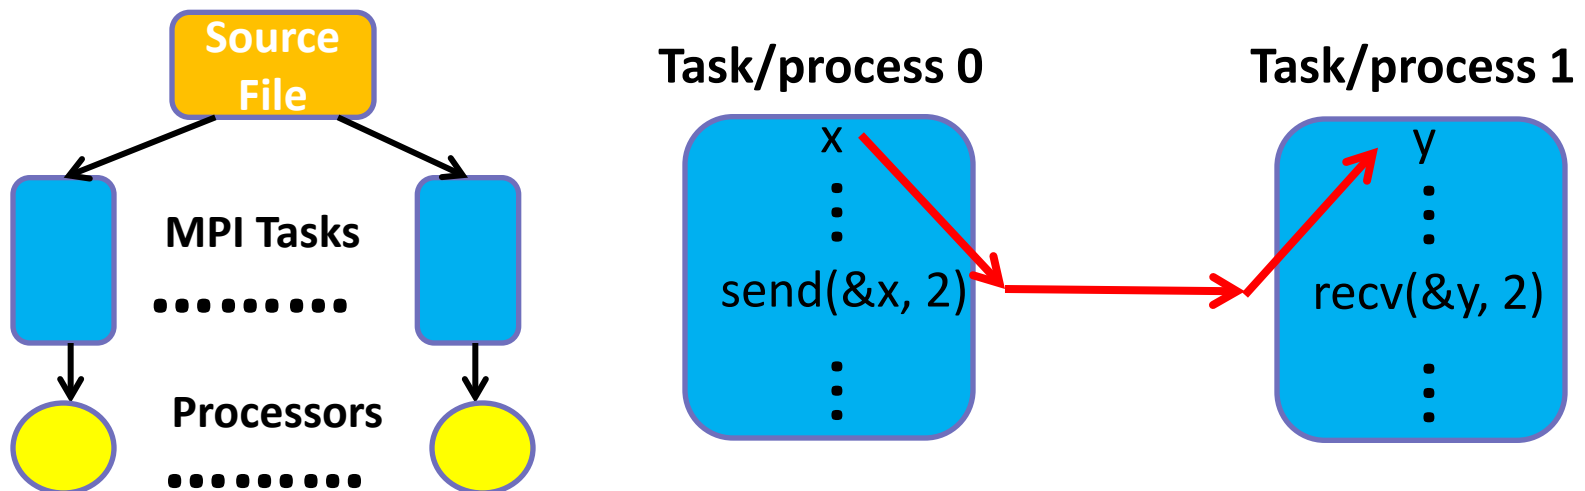 Source
File
MPI Tasks
Processors
Task/process 0
x
send(&x, 2)
Task/process 1
y
recv(&y, 2)